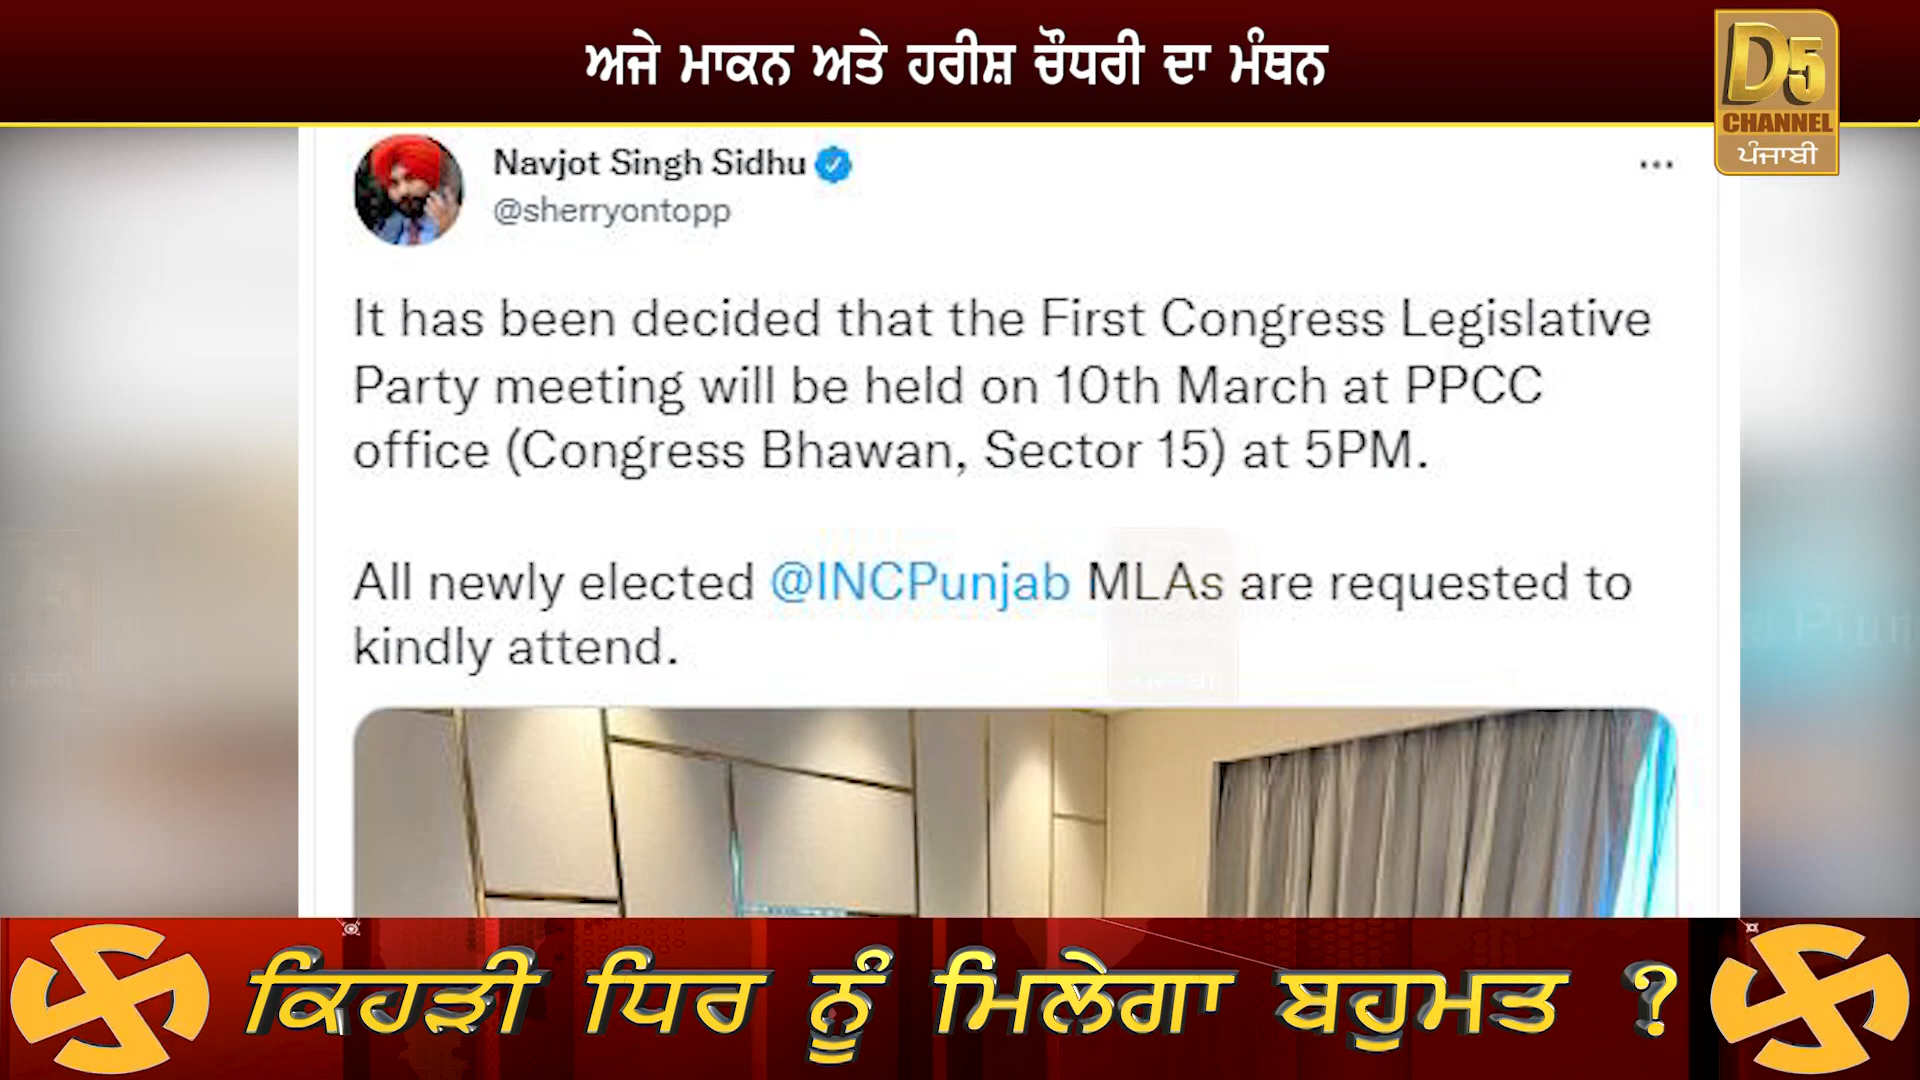 ਅਜੇ ਮਾਕਨ ਅਤੇ ਹਰੀਸ਼ ਚੌਧਰੀ ਦਾ ਮੰਥਨ
D5
CHANNEL
ਪੰਜਾਬੀ
Navjot Singh Sidhu
@sherryontopp
It has been decided that the First Congress Legislative
Party meeting will be held on 10th March at PPCC
office (Congress Bhawan, Sector 15) at 5PM.
All newly elected @INCPunjab MLAs are requested to
kindly attend.
ਕਿਹੜੀ ਧਿਰ ਨੂੰ ਮਿਲੇਗਾ ਬਹੁਮਤ ?